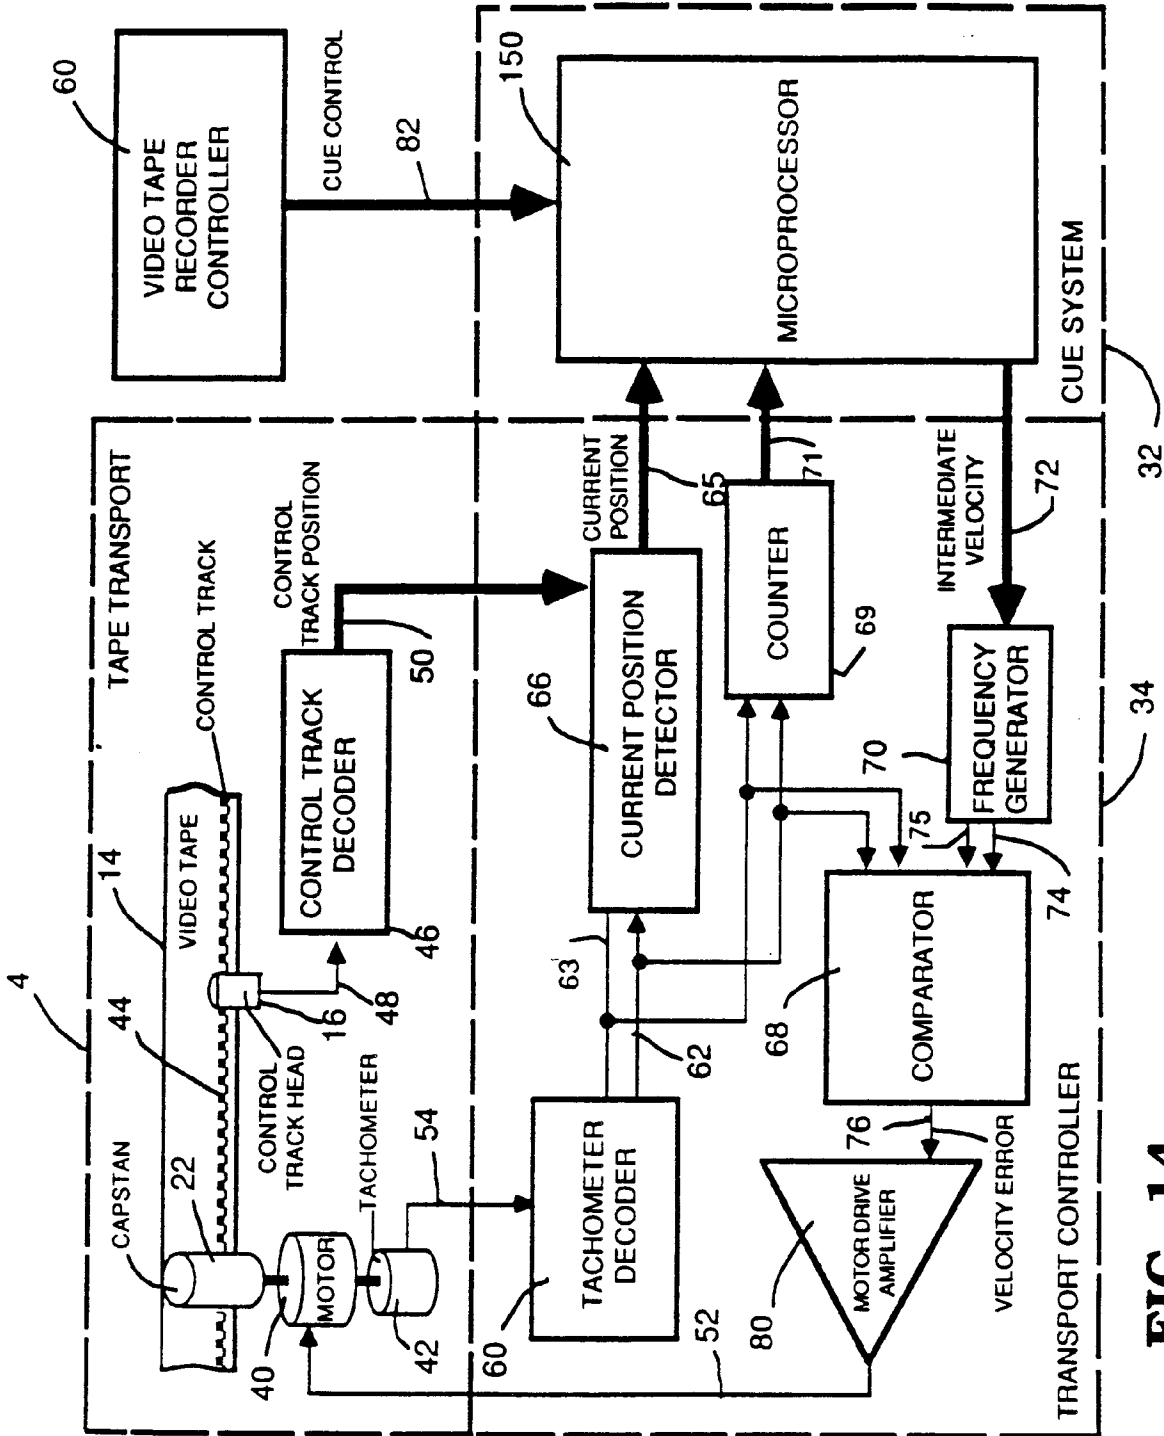 4
TAPE TRANSPORT
14
VIDEO TAPE
CONTROL TRACK
44
CAPSTAN
22
CONTROL
TRACK HEAD
16
48
CONTROL TRACK
DECODER
46
CONTROL
TRACK POSITION
50
40
MOTOR
TACHOMETER
42
54
52
60
VIDEO TAPE
RECORDER
CONTROLLER
CUE CONTROL
82
150
MICROPROCESSOR
CUE SYSTEM
32
60
TACHOMETER
DECODER
63
62
66
CURRENT POSITION
DETECTOR
CURRENT
POSITION
65
COUNTER
69
71
INTERMEDIATE
VELOCITY
72
70
FREQUENCY
GENERATOR
75
74
68
COMPARATOR
76
VELOCITY ERROR
80
MOTOR DRIVE
AMPLIFIER
TRANSPORT CONTROLLER
34